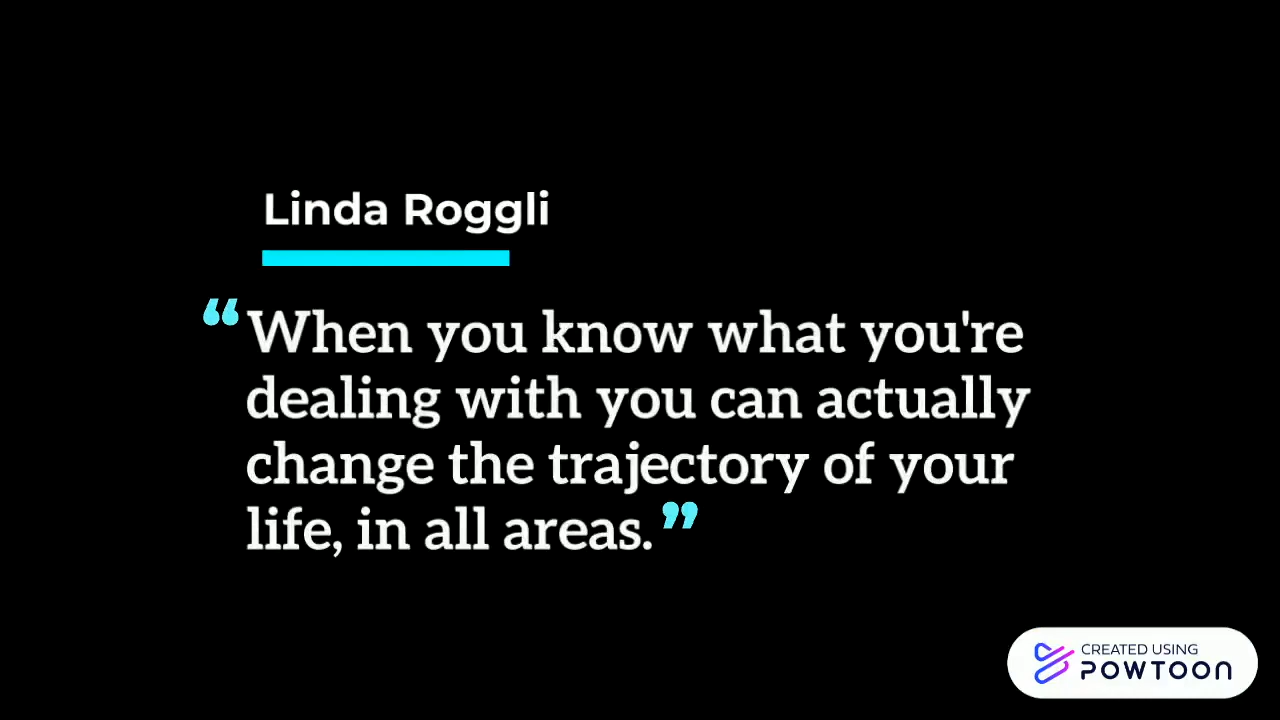 Linda Roggli
“When you know what you're
dealing with you can actually
change the trajectory of your
life, in all areas.”
CREATED USING
POWTOON